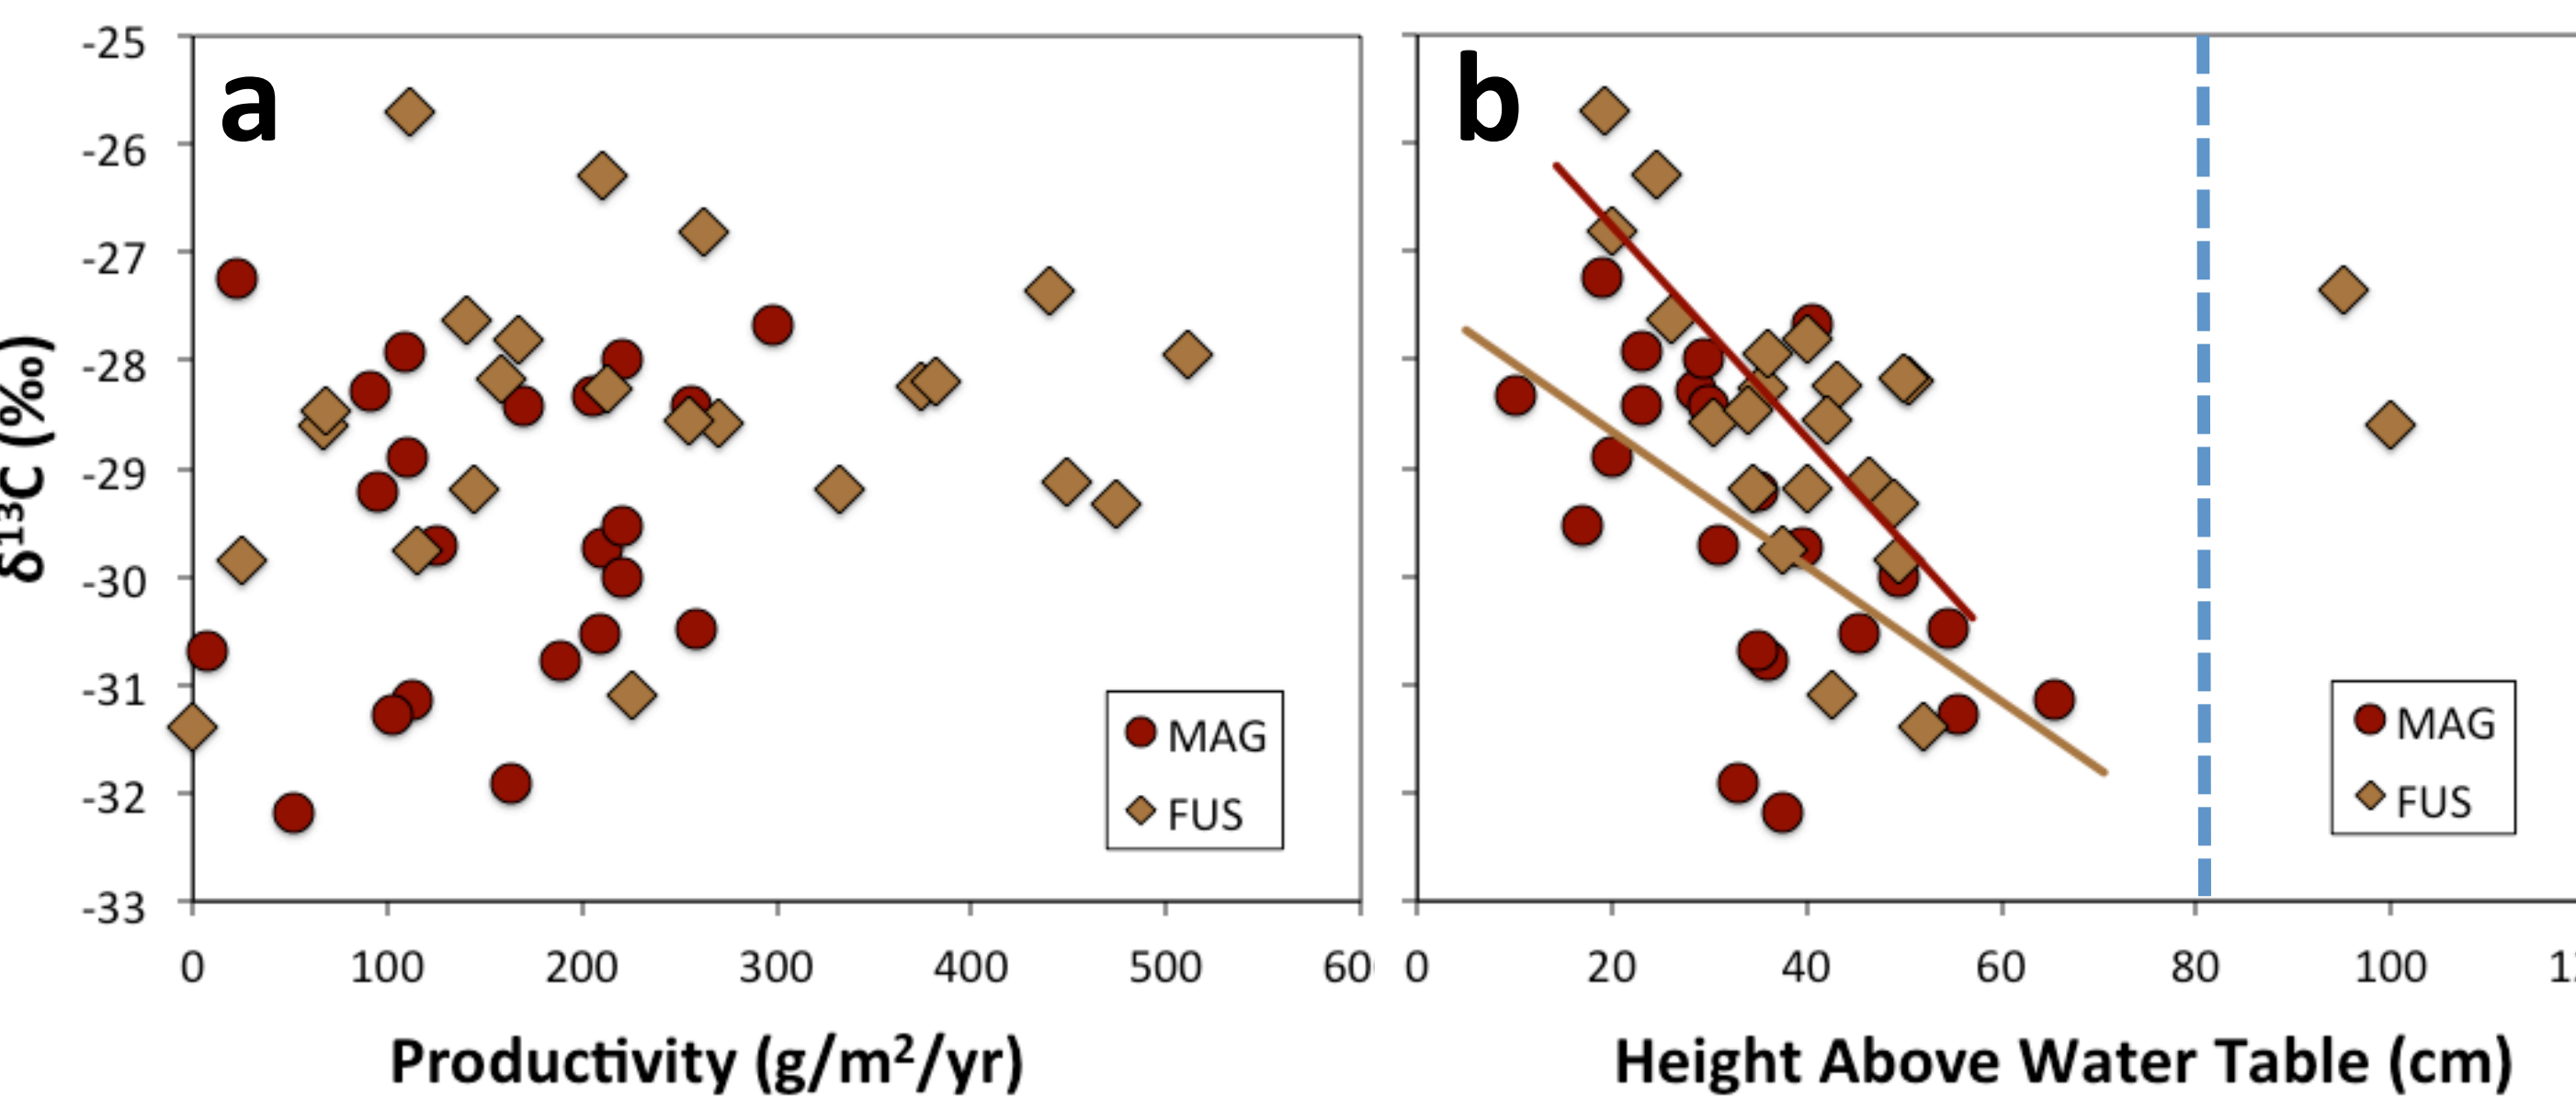 a
-25
-26
-27
-28
-29
-30
-31
-32
-33
δ¹³C (‰)
0 100 200 300 400 500
Productivity (g/m²/yr)
MAG
FUS
b
0 20 40 60 80 100
Height Above Water Table (cm)
MAG
FUS